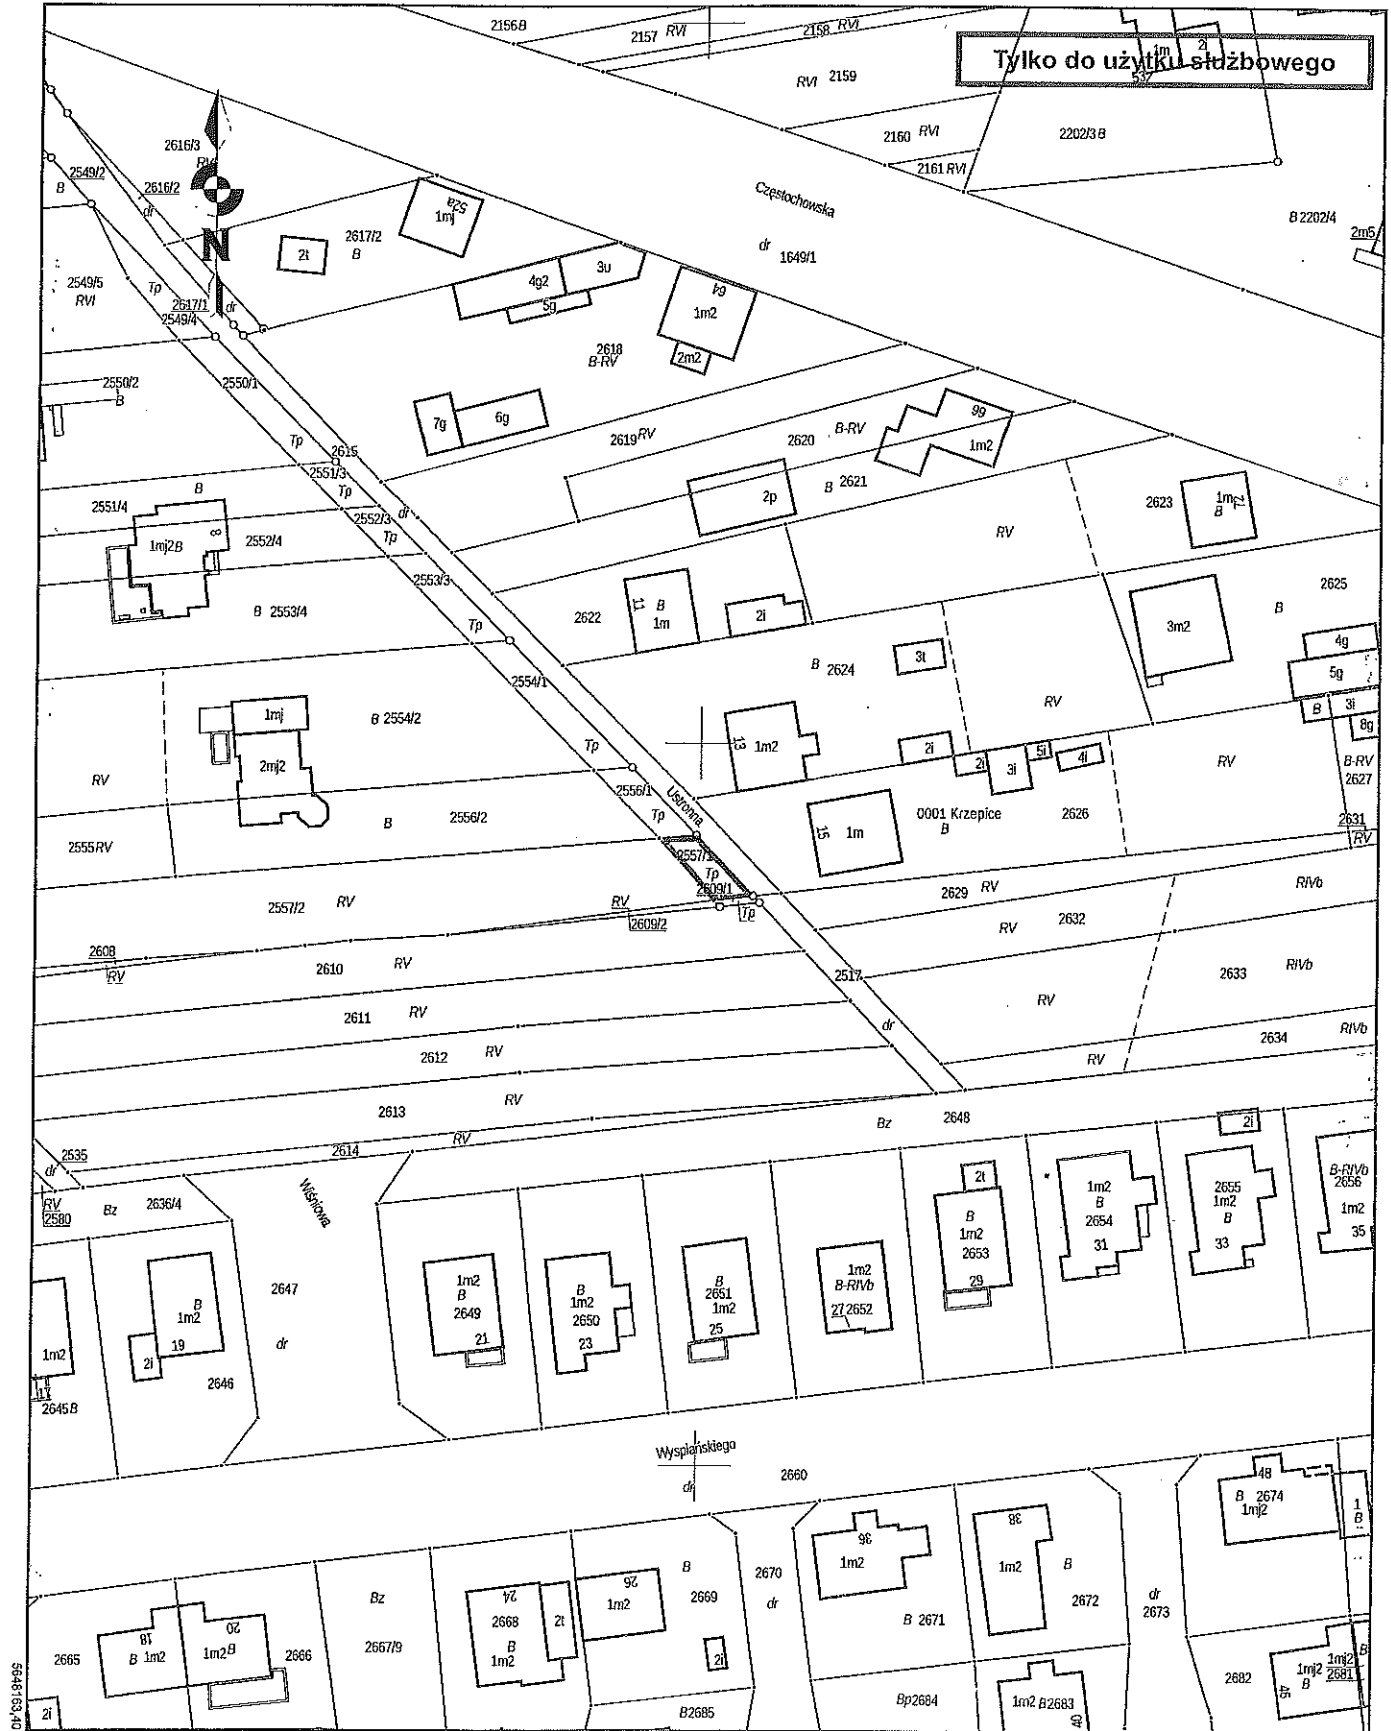 2156B
2157 RVI
2158 RVI
1m
2i
Tylko do użytku służbowego
537
RVI 2159
2160 RVI
2202/3 B
2161 RVI
2616/3
RVI
2549/2
B
2616/2
dr
Częstochowska
B 2202/4
52a
1mj
2m5
2617/2
B
2t
N
dr
1649/1
2549/5
RVI
Tp
2617/1
dr
2549/4
4g2
3u
5g
64
1m2
2618
B-RV
2m2
2550/2
B
2550/1
7g
6g
66
1m2
Tp
2615
2619 RV
2620
B-RV
2551/3
Tp
B
B 2621
2p
2551/4
dr
2552/3
2623
1m
B
77
RV
8
1mj2B
2552/4
Tp
2553/3
2625
B
B 2553/4
2622
11
B
1m
2i
3m2
Tp
4g
3t
B 2624
5g
2554/1
RV
B
3i
1mj
B 2554/2
8g
13
1m2
2i
5i
Tp
2i
3i
4i
RV
B-RV
2627
RV
2mj2
2556/1
Ustronna
0001 Krzepice
B
2626
Tp
2556/2
B
15
1m
2631
RV
2555 RV
2557/1
Tp
2609/1
2629
RV
RIVb
2557/2
RV
RV
2609/2
Tp
2632
RV
2608
RV
2610
RV
2517
2633
RIVb
2611
RV
RV
dr
2612
RV
RIVb
2634
RV
2613
RV
Bz
2648
2i
2614
RV
2535
dr
RV
2580
Bz
2636/4
Wiśniowa
2t
1m2
B
2654
31
2655
1m2
B
33
B-RIVb
2656
1m2
35
B
1m2
2653
29
2647
dr
1m2
B
2649
21
B
1m2
2650
23
B
2651
1m2
25
1m2
B-RIVb
27 2652
B
1m2
19
2i
1m2
17
2646
2645 B
Wyspiańskiego
dr
2660
48
B 2674
1mj2
1
B
36
1m2
38
1m2
B
2670
dr
Bz
B
2669
24
2668
B
1m2
2t
26
1m2
2672
dr
2673
B 2671
18
B 1m2
20
1m2B
2665
2666
2667/9
2i
2682
1mj2
B
45
1mj2
2681
B
B2685
Bp2684
1m2 B2683
40
2i
5648163,40